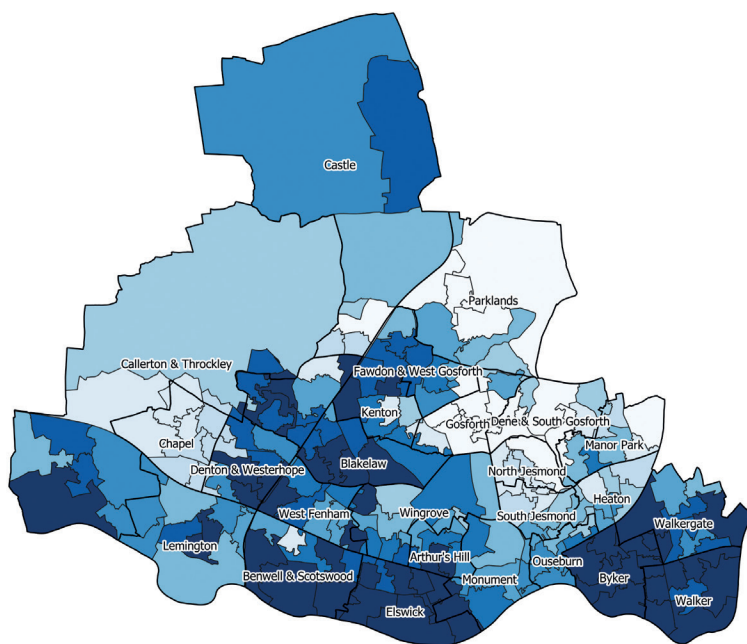 Castle
Parklands
Callerton & Throckley
Fawdon & West Gosforth
Kenton
Gosforth
Dene & South Gosforth
Chapel
Manor Park
Blakelaw
Denton & Westerhope
North Jesmond
Heaton
West Fenham
Wingrove
South Jesmond
Walkergate
Lemington
Arthur's Hill
Ouseburn
Benwell & Scotswood
Monument
Byker
Elswick
Walker